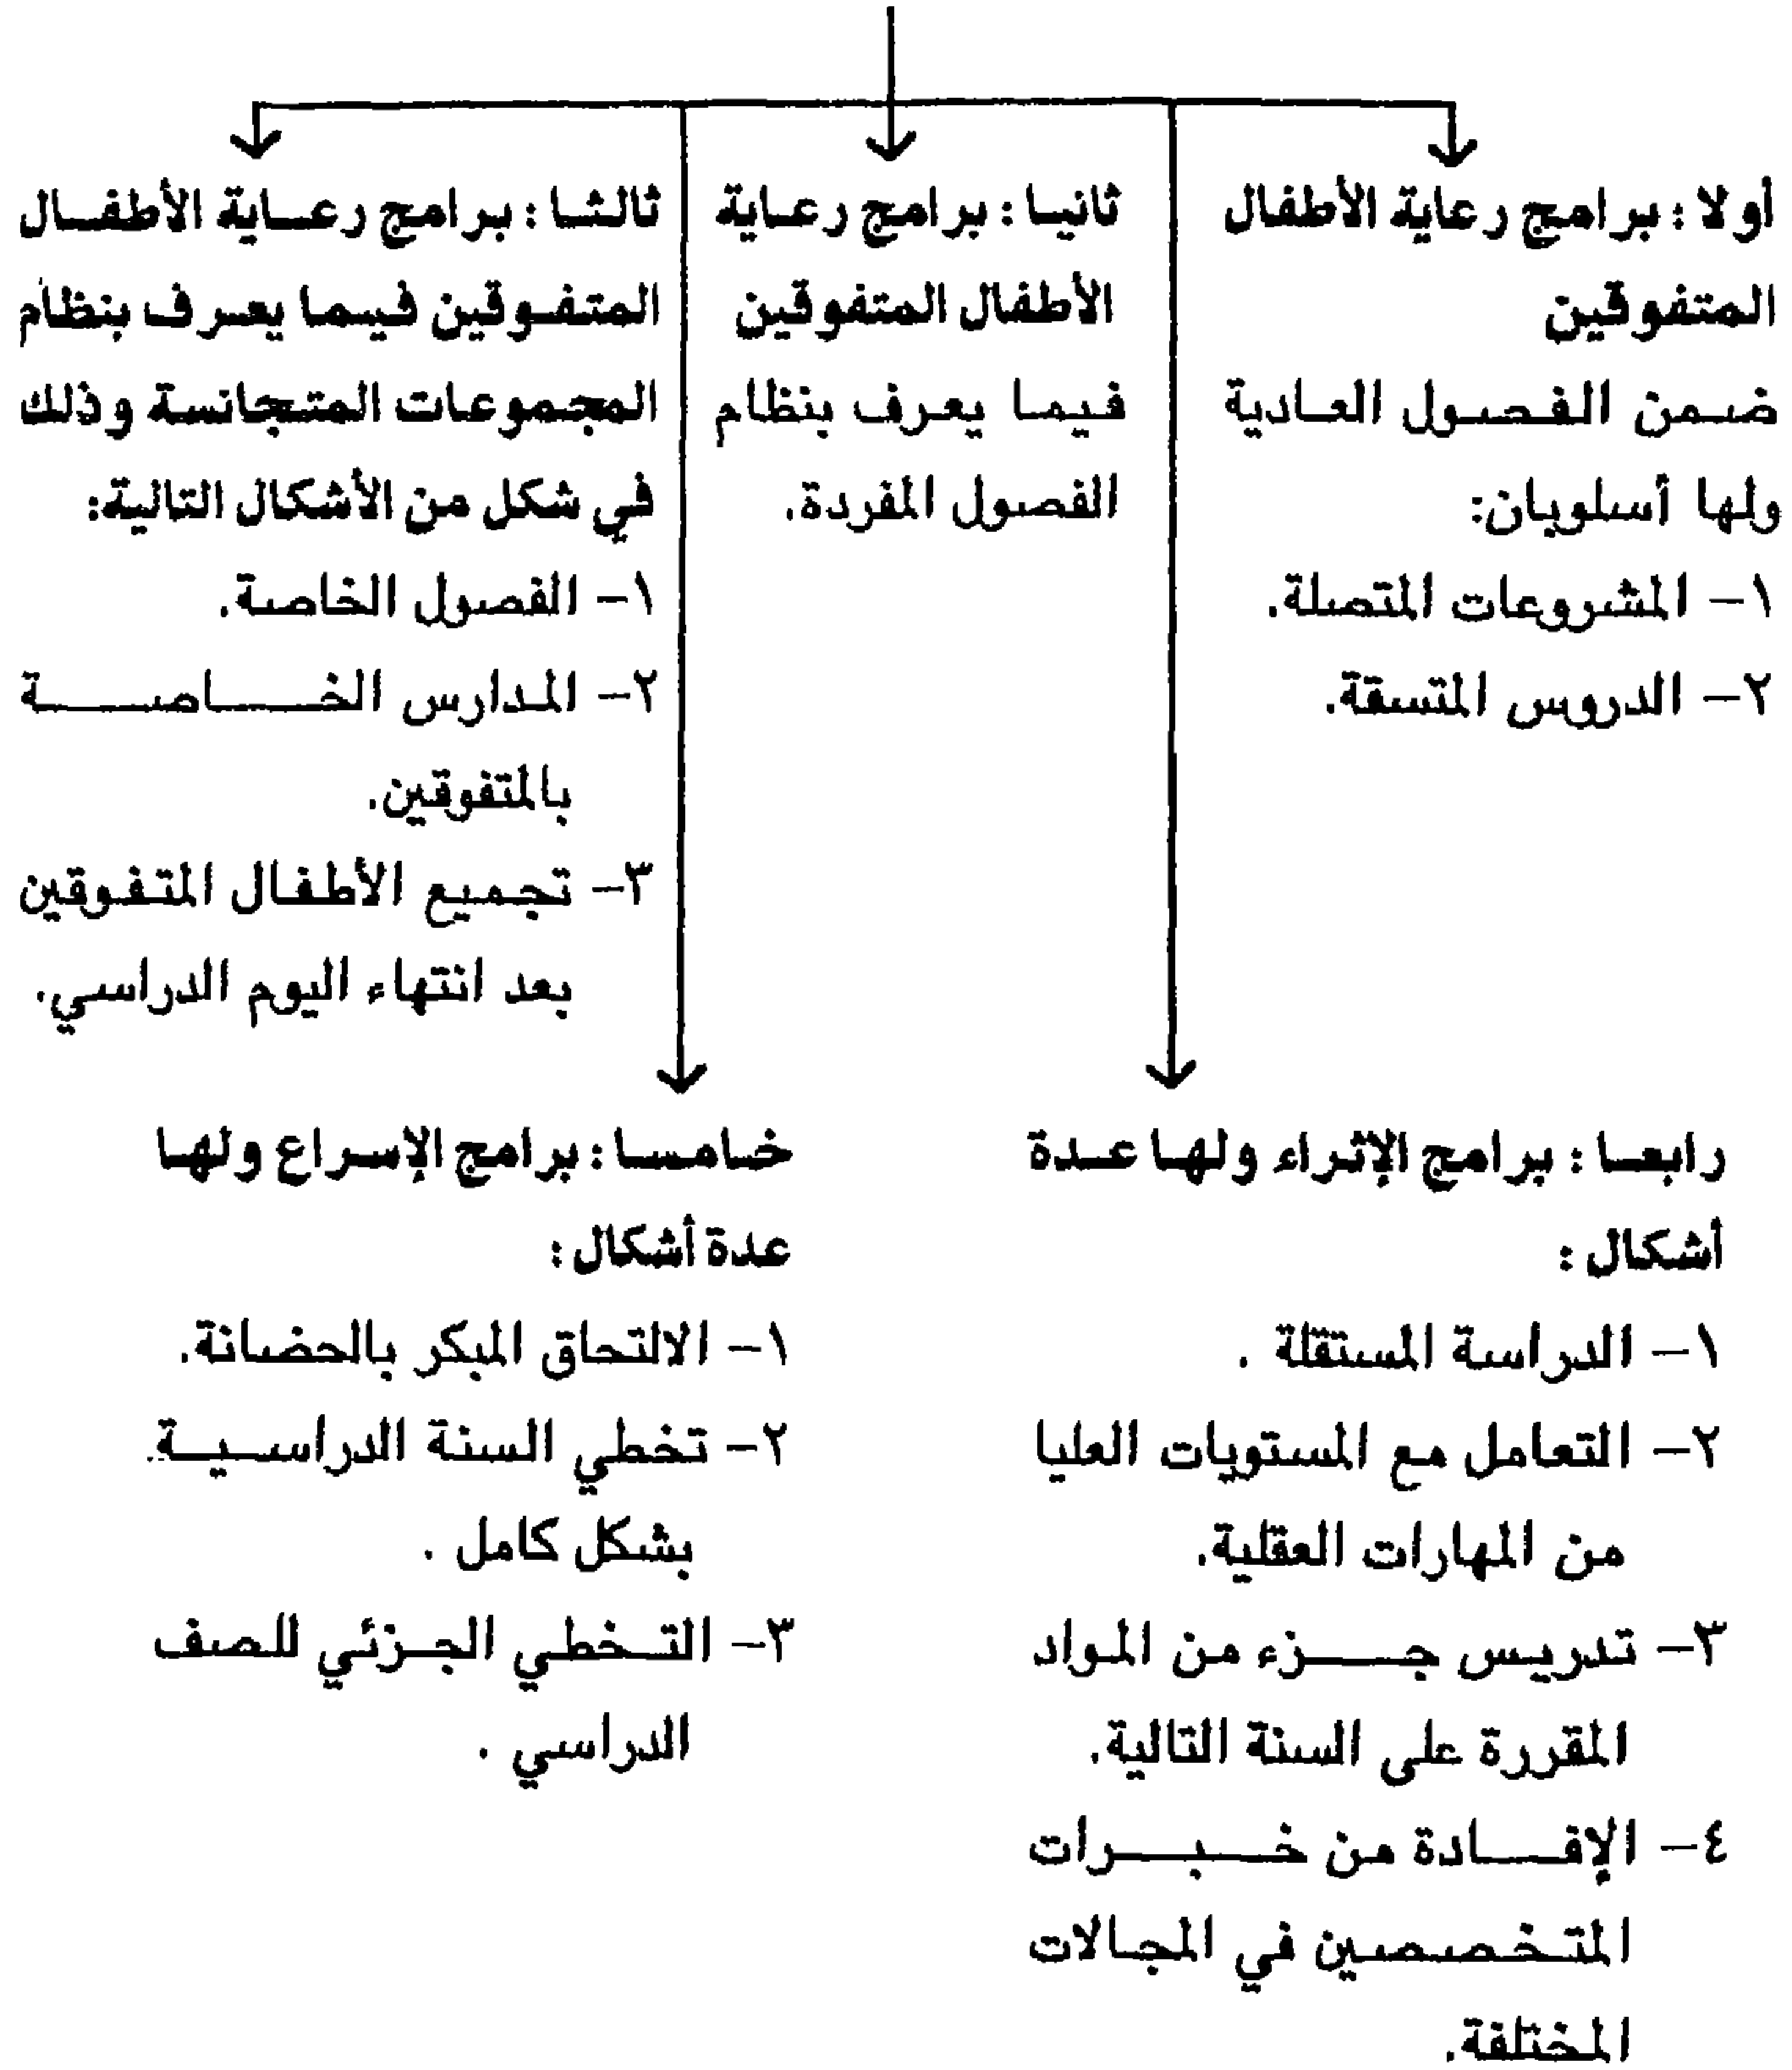 أولا : برامج رعاية الأطفال
المتفوقين
ضمن الفصول العادية
ولها أسلوبان:
١- المشروعات المتصلة.
٢- الدروس المتسقة.
ثانيا : برامج رعاية
الأطفال المتفوقين
فيما يعرف بنظام
الفصول المفردة.
ثالثا : برامج رعاية الأطفال
المتفوقين فيما يعرف بنظام
المجموعات المتجانسة وذلك
في شكل من الأشكال التالية:
١- الفصول الخاصة.
٢- المدارس الخاصة
بالمتفوقين.
٣- تجميع الأطفال المتفوقين
بعد انتهاء اليوم الدراسي.
رابعا : برامج الإثراء ولها عدة
أشكال :
١- الدراسة المستقلة .
٢- التعامل مع المستويات العليا
من المهارات العقلية.
٣- تدريس جزء من المواد
المقررة على السنة التالية.
٤- الإفادة من خبرات
المتخصصين في المجالات
المختلفة.
خامسا : برامج الإسراع ولها
عدة أشكال :
١- الالتحاق المبكر بالحضانة.
٢- تخطي السنة الدراسية
بشكل كامل .
٣- التخطي الجزئي للصف
الدراسي .